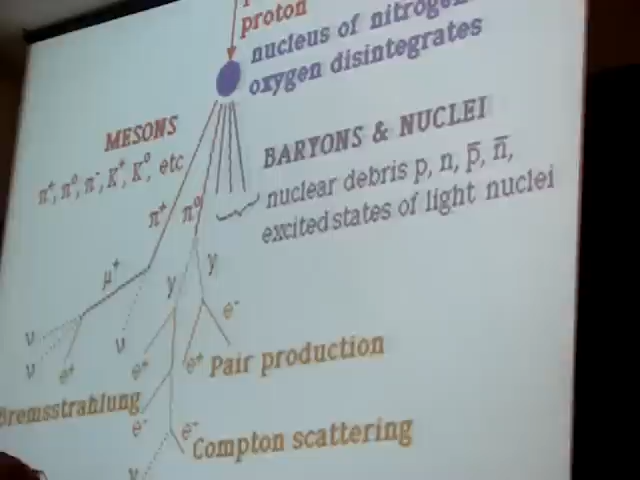 proton
nucleus of nitrogen
oxygen disintegrates
MESONS
π⁺, π⁰, π⁻, K⁺, K⁰, etc
BARYONS & NUCLEI
nuclear debris p, n, p̅, n̅,
excited states of light nuclei
π⁺ π⁰
μ⁺
γ γ
e⁻
ν
ν
ν
e⁺
e⁺
e⁺ Pair production
Bremsstrahlung
e⁻
e⁻ Compton scattering
γ